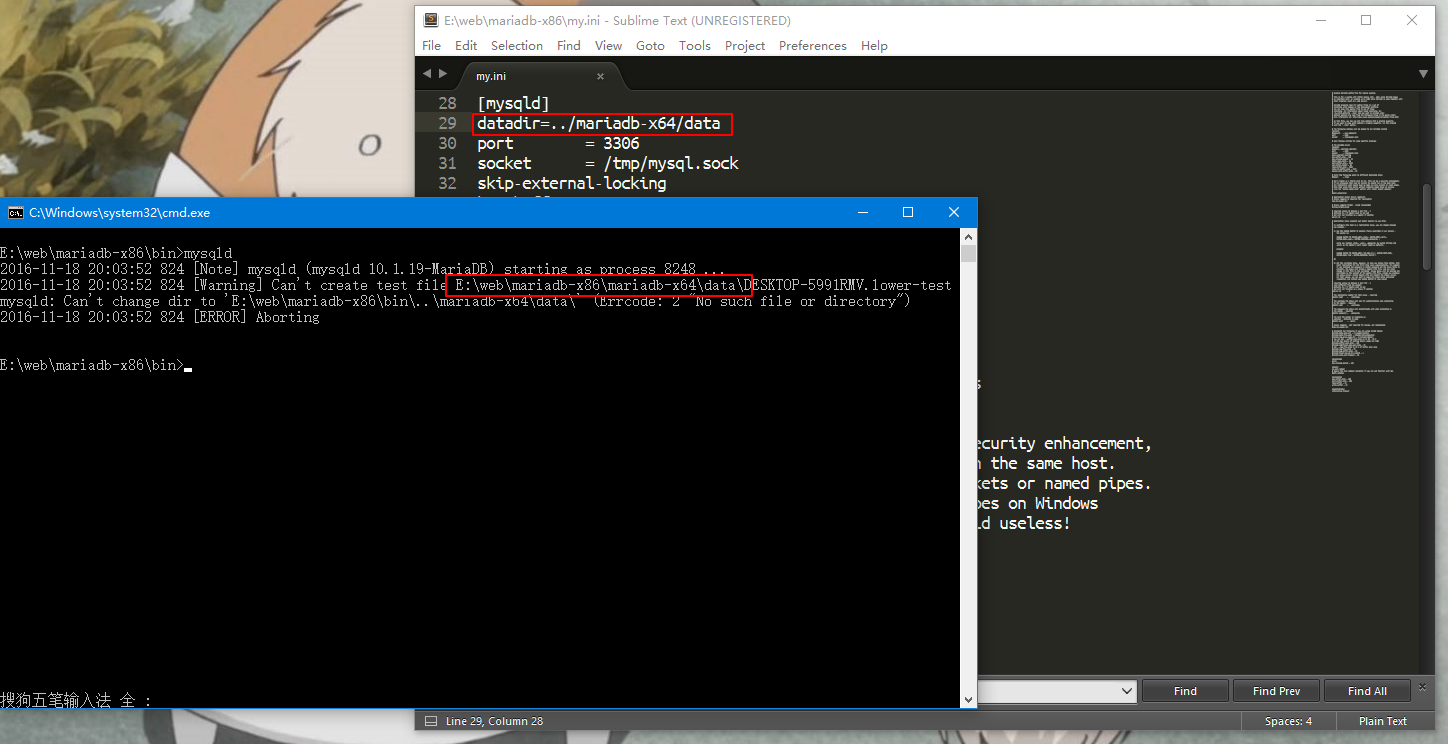 E:\web\mariadb-x86\my.ini - Sublime Text (UNREGISTERED)
File Edit Selection Find View Goto Tools Project Preferences Help
my.ini
28 [mysqld]
29 datadir=../mariadb-x64/data
30 port = 3306
31 socket = /tmp/mysql.sock
32 skip-external-locking
C:\Windows\system32\cmd.exe
E:\web\mariadb-x86\bin>mysqld
2016-11-18 20:03:52 824 [Note] mysqld (mysqld 10.1.19-MariaDB) starting as process 8248 ...
2016-11-18 20:03:52 824 [Warning] Can't create test file E:\web\mariadb-x86\mariadb-x64\data\DESKTOP-5991RMV.lower-test
mysqld: Can't change dir to 'E:\web\mariadb-x86\bin\..\mariadb-x64\data\' (Errcode: 2 "No such file or directory")
2016-11-18 20:03:52 824 [ERROR] Aborting
E:\web\mariadb-x86\bin>
搜狗五笔输入法 全 :
ecurity enhancement,
the same host.
kets or named pipes.
pes on Windows
d useless!
Find Find Prev Find All
Line 29, Column 28
Spaces: 4 Plain Text